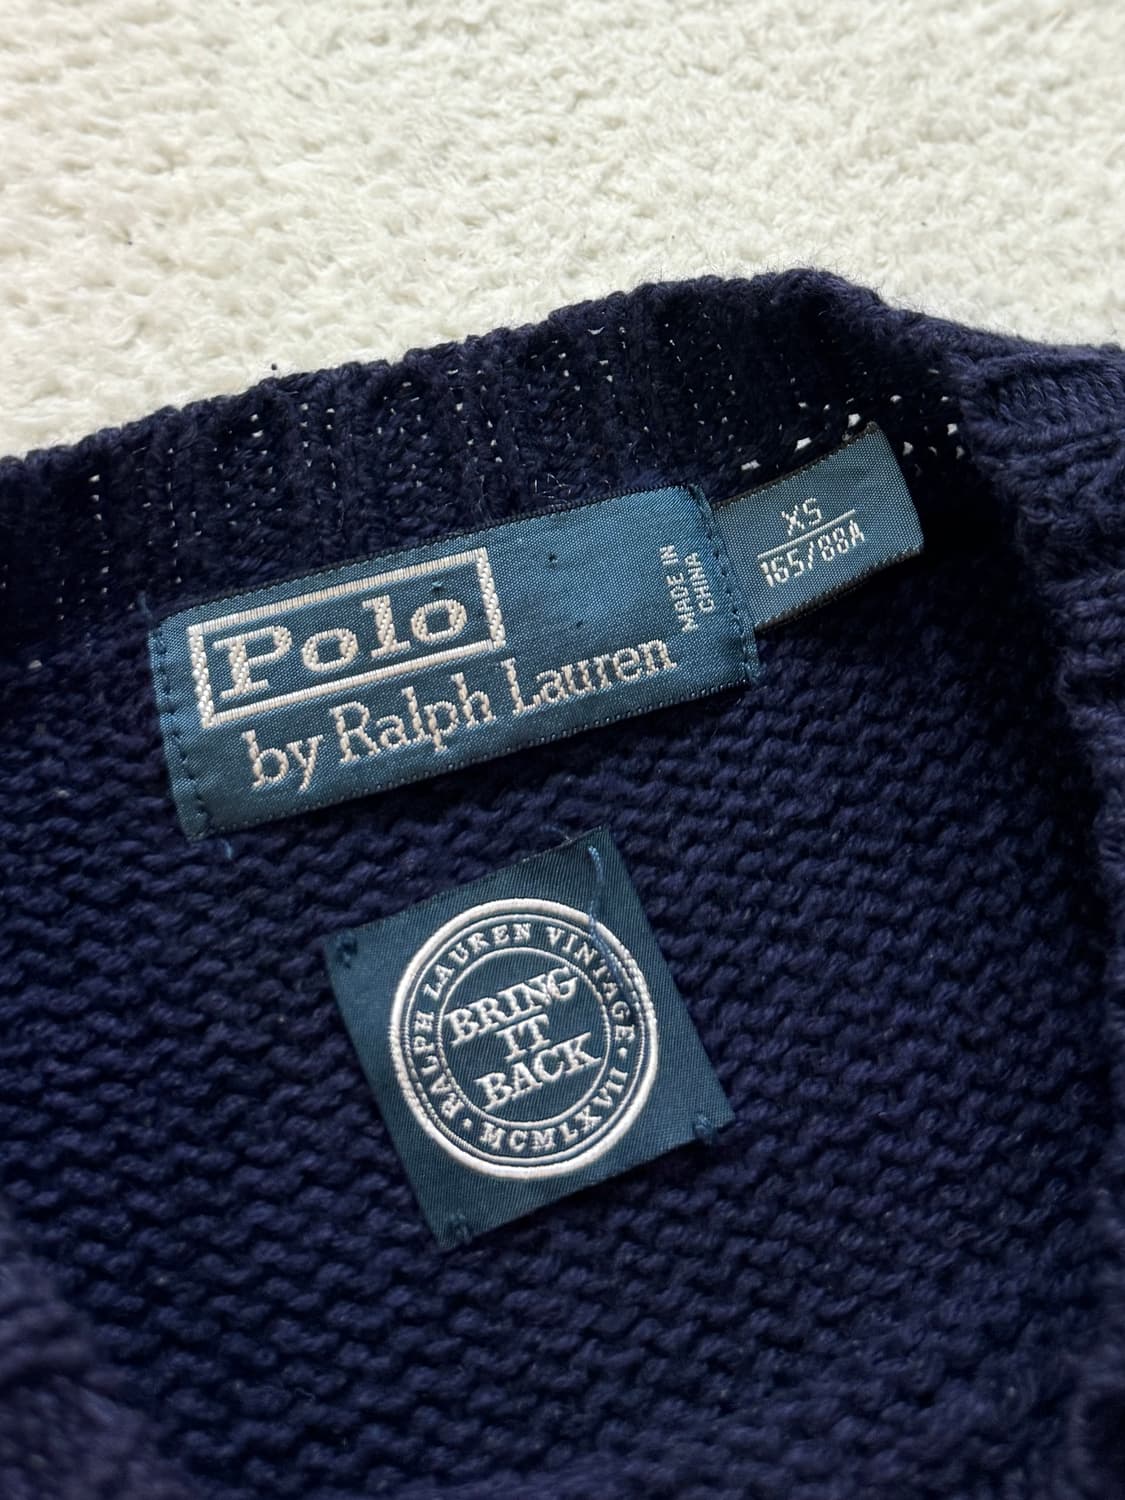 Polo
by Ralph Lauren
MADE IN
CHINA
XS
165/88A
RALPH LAUREN VINTAGE
BRING
IT
BACK
• MCMLXVII •